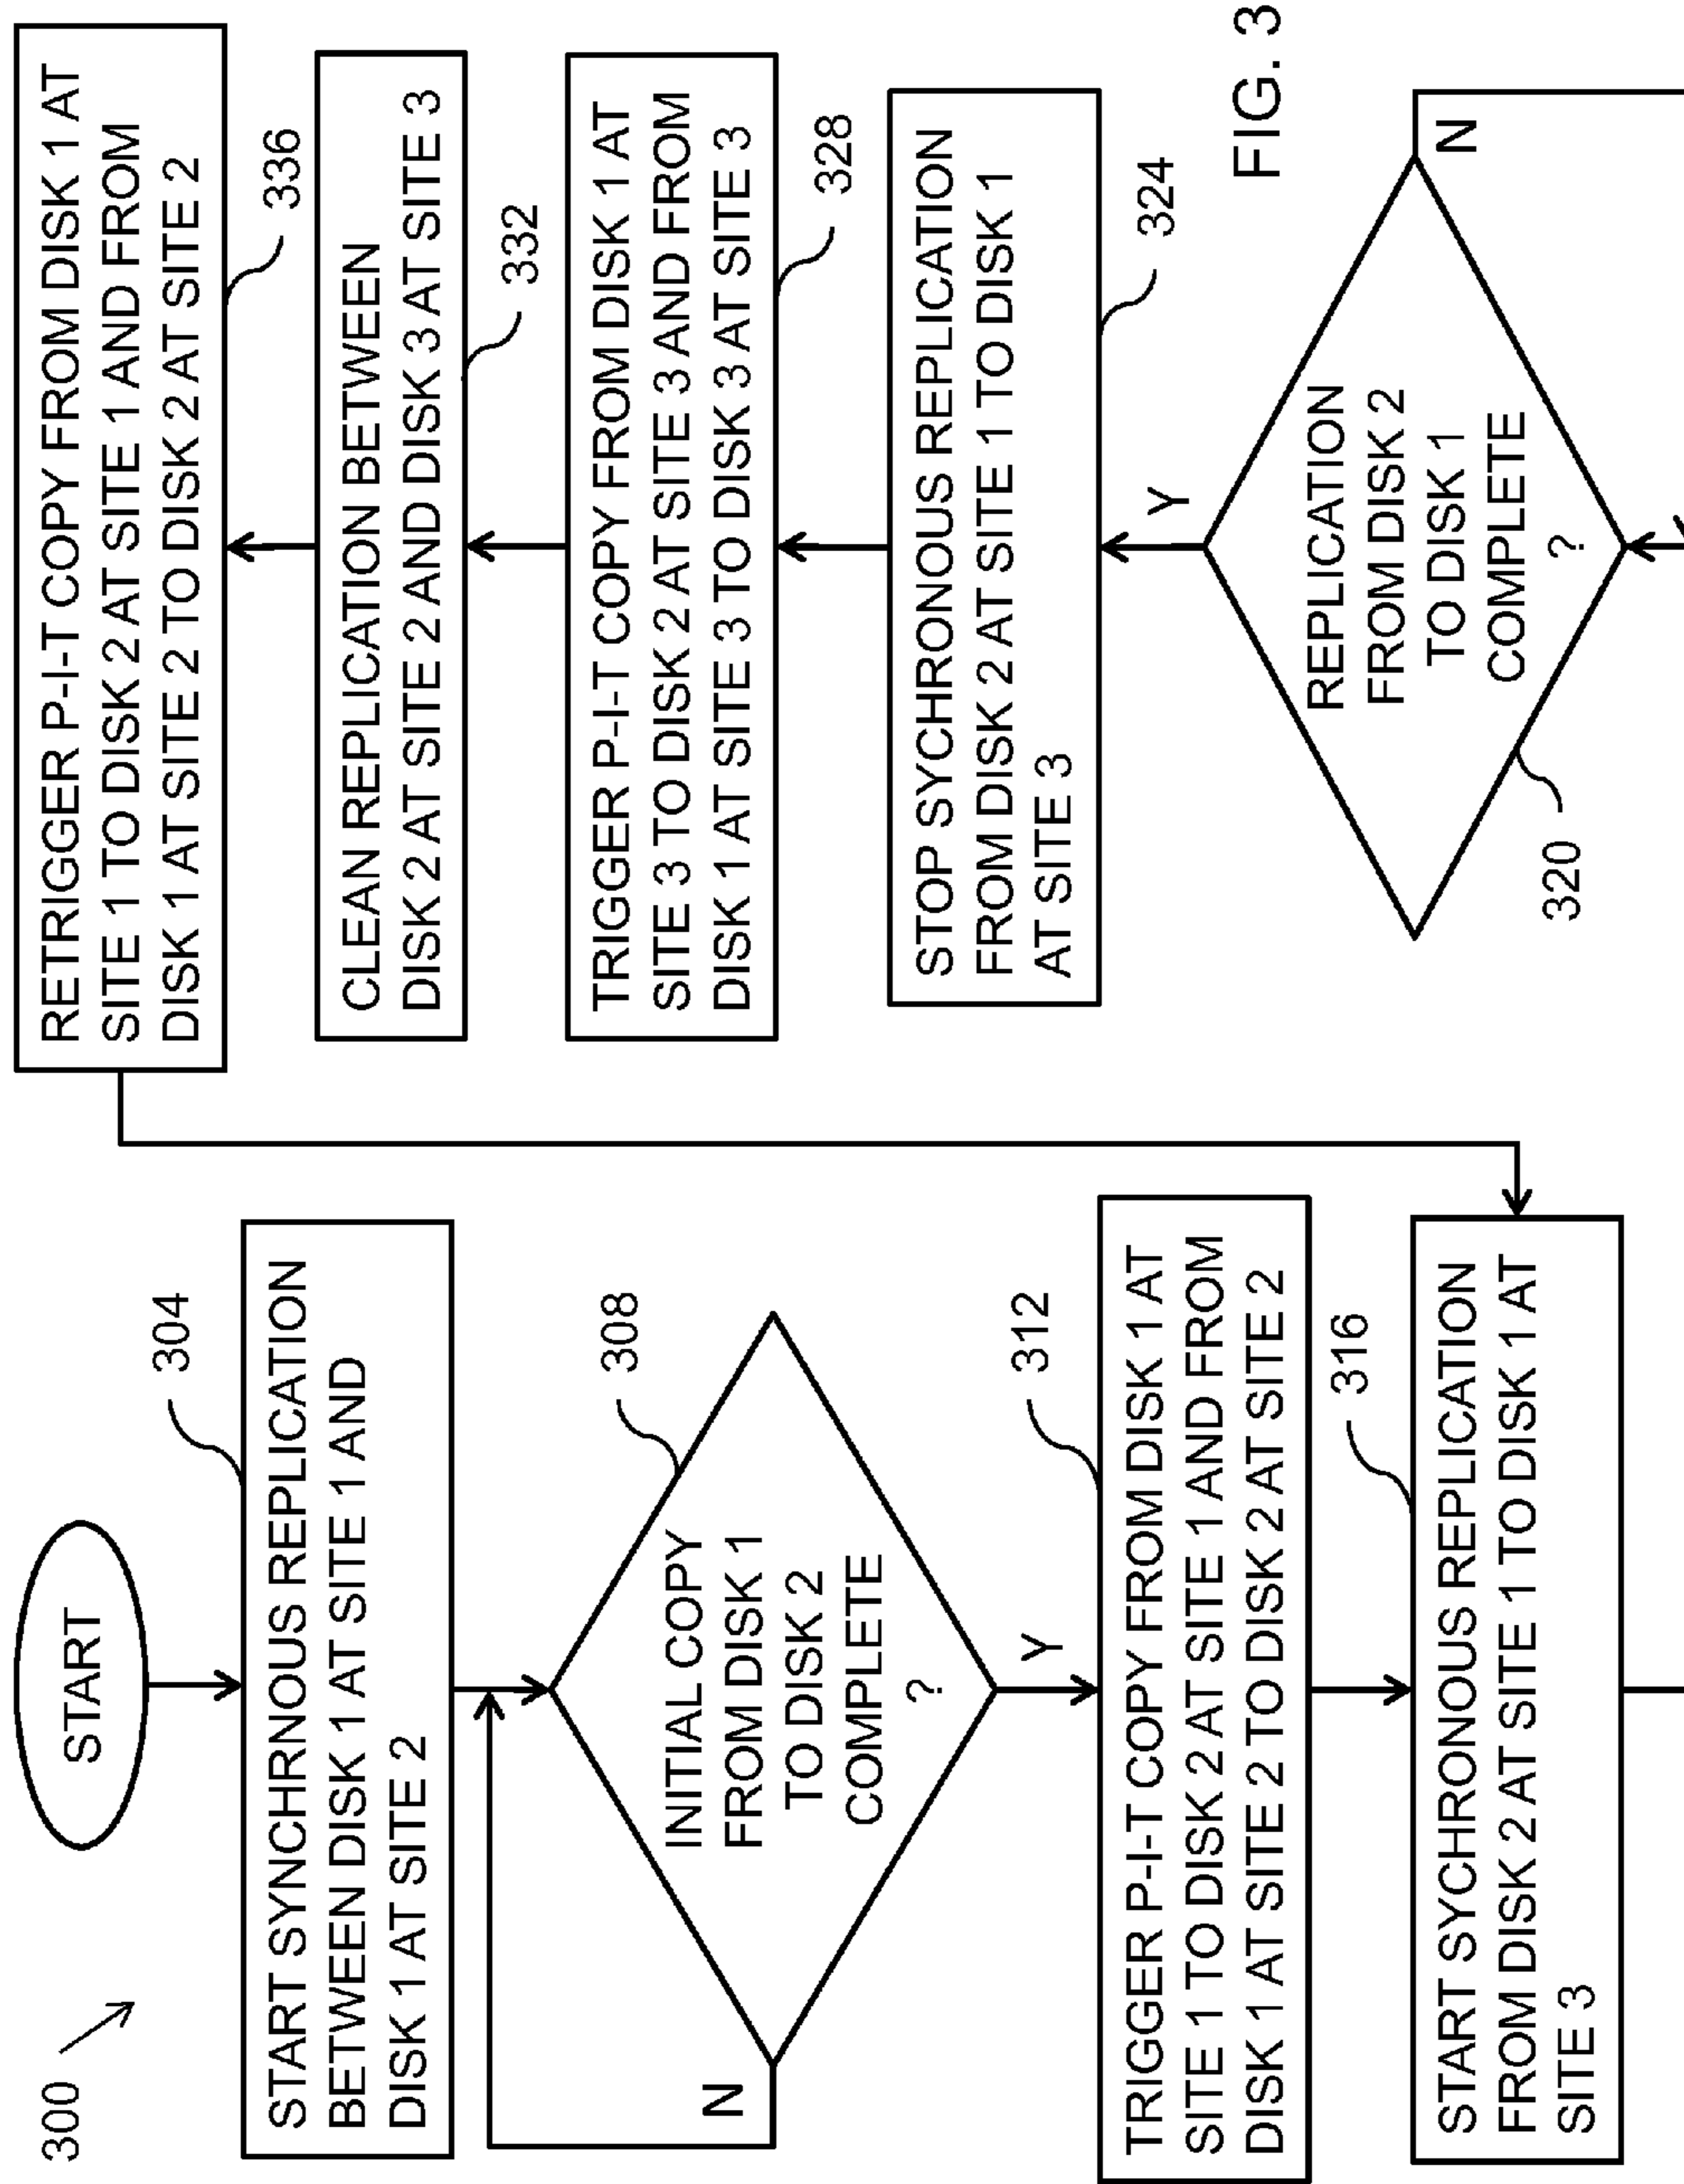 300
START
304
START SYNCHRNOUS REPLICATION
BETWEEN DISK 1 AT SITE 1 AND
DISK 1 AT SITE 2
308
INITIAL COPY
FROM DISK 1
TO DISK 2
COMPLETE
?
N
Y
312
TRIGGER P-I-T COPY FROM DISK 1 AT
SITE 1 TO DISK 2 AT SITE 1 AND FROM
DISK 1 AT SITE 2 TO DISK 2 AT SITE 2
316
START SYCHRONOUS REPLICATION
FROM DISK 2 AT SITE 1 TO DISK 1 AT
SITE 3
320
REPLICATION
FROM DISK 2
TO DISK 1
COMPLETE
?
N
Y
324
STOP SYCHRONOUS REPLICATION
FROM DISK 2 AT SITE 1 TO DISK 1
AT SITE 3
328
TRIGGER P-I-T COPY FROM DISK 1 AT
SITE 3 TO DISK 2 AT SITE 3 AND FROM
DISK 1 AT SITE 3 TO DISK 3 AT SITE 3
332
CLEAN REPLICATION BETWEEN
DISK 2 AT SITE 2 AND DISK 3 AT SITE 3
336
RETRIGGER P-I-T COPY FROM DISK 1 AT
SITE 1 TO DISK 2 AT SITE 1 AND FROM
DISK 1 AT SITE 2 TO DISK 2 AT SITE 2
FIG. 3